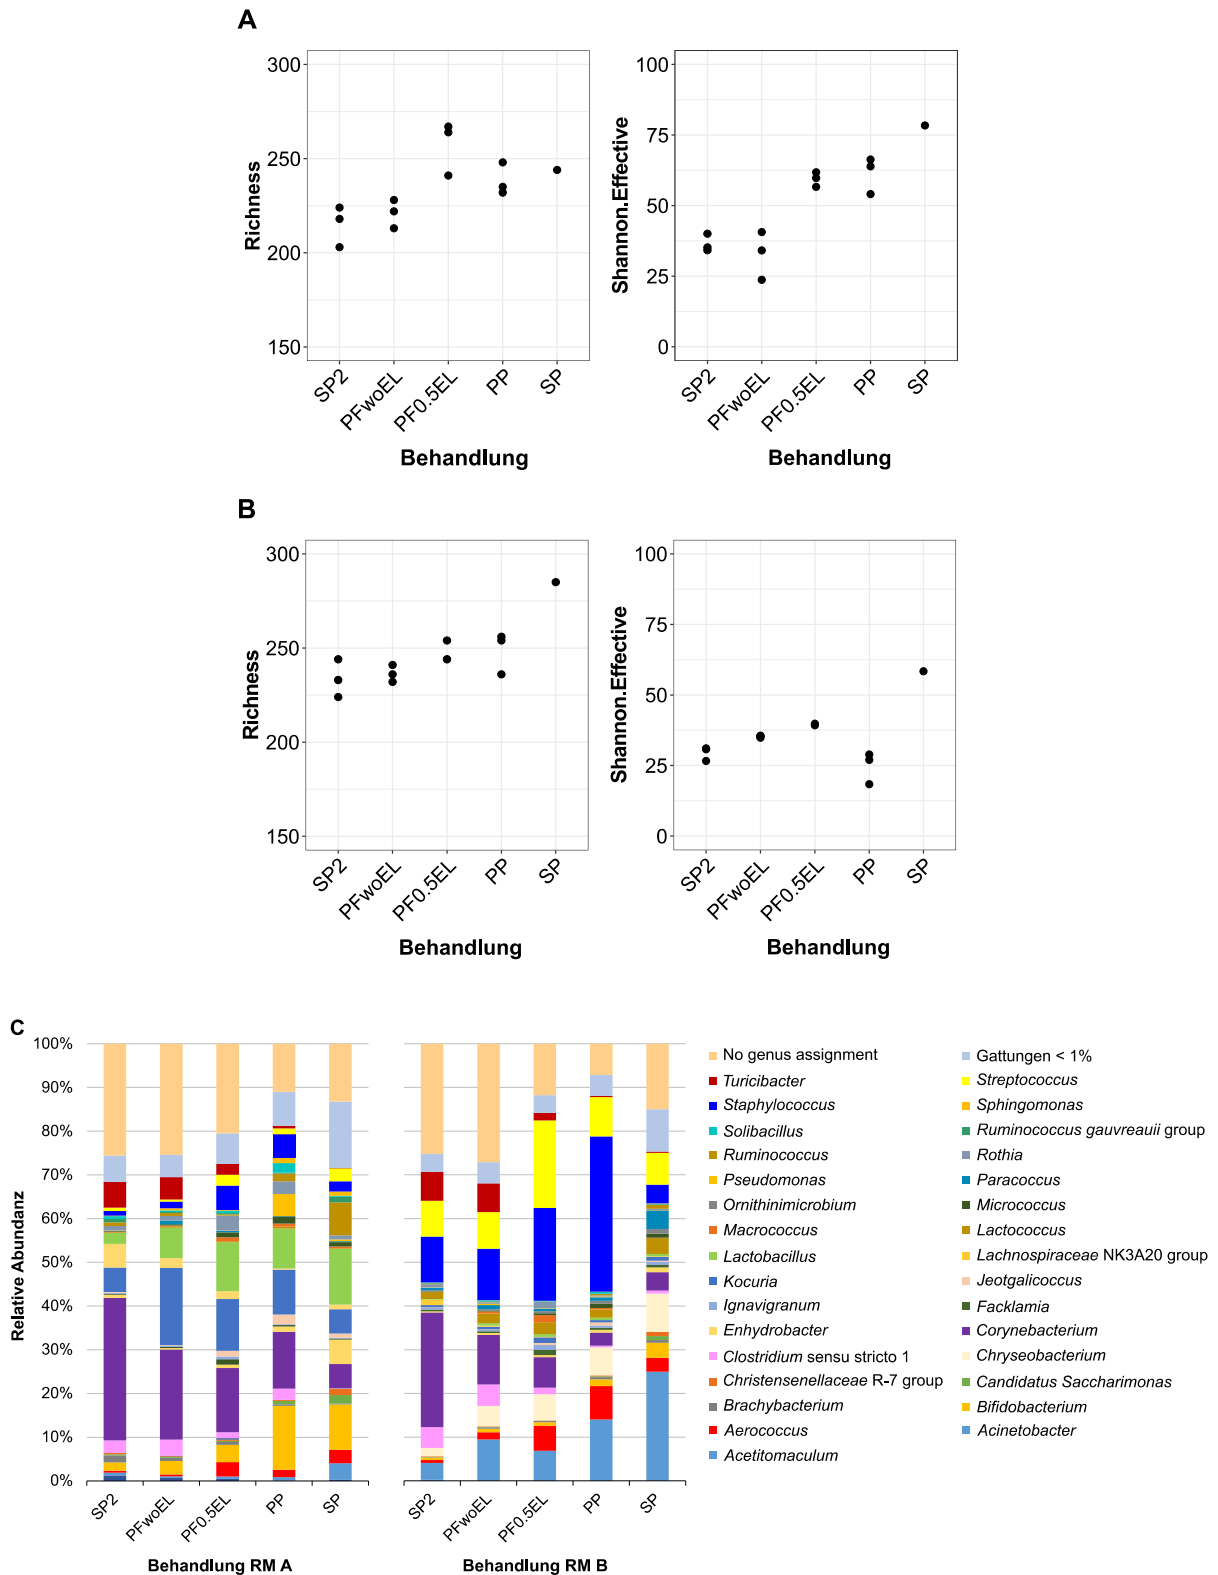 A
300
250
200
150
Richness
SP2
PFwoEL
PF0.5EL
PP
SP
Behandlung
100
75
50
25
0
Shannon.Effective
SP2
PFwoEL
PF0.5EL
PP
SP
Behandlung
B
300
250
200
150
Richness
SP2
PFwoEL
PF0.5EL
PP
SP
Behandlung
100
75
50
25
0
Shannon.Effective
SP2
PFwoEL
PF0.5EL
PP
SP
Behandlung
C
100%
90%
80%
70%
60%
50%
40%
30%
20%
10%
0%
Relative Abundanz
SP2
PFwoEL
PF0.5EL
PP
SP
Behandlung RM A
SP2
PFwoEL
PF0.5EL
PP
SP
Behandlung RM B
No genus assignment
Turicibacter
Staphylococcus
Solibacillus
Ruminococcus
Pseudomonas
Ornithinimicrobium
Macrococcus
Lactobacillus
Kocuria
Ignavigranum
Enhydrobacter
Clostridium sensu stricto 1
Christensenellaceae R-7 group
Brachybacterium
Aerococcus
Acetitomaculum
Gattungen < 1%
Streptococcus
Sphingomonas
Ruminococcus gauvreauii group
Rothia
Paracoccus
Micrococcus
Lactococcus
Lachnospiraceae NK3A20 group
Jeotgalicoccus
Facklamia
Corynebacterium
Chryseobacterium
Candidatus Saccharimonas
Bifidobacterium
Acinetobacter